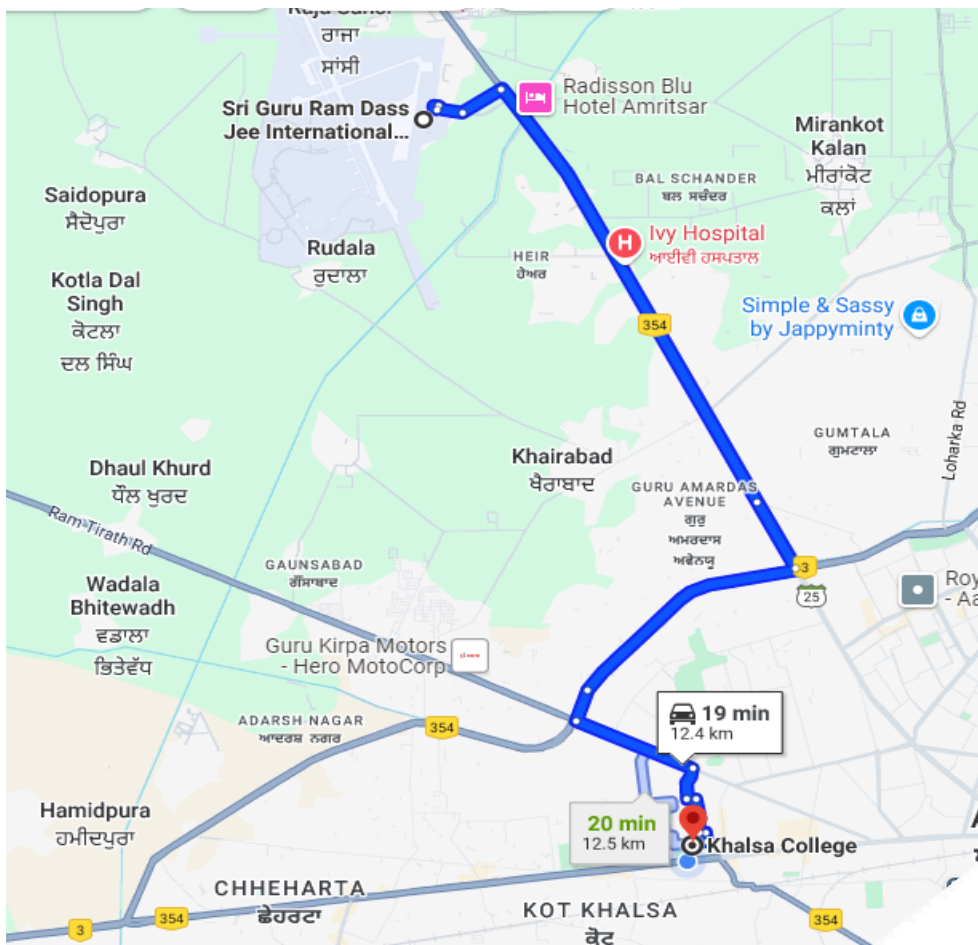 ਰਾਜਾ
ਸਾਂਸੀ
Radisson Blu
Hotel Amritsar
Sri Guru Ram Dass
Jee International...
Mirankot
Kalan
ਮੀਰਾਂਕੋਟ
ਕਲਾਂ
BAL SCHANDER
ਬਲ ਸਚੰਦਰ
Saidopura
ਸੈਦੋਪੁਰਾ
H
Ivy Hospital
ਆਈਵੀ ਹਸਪਤਾਲ
Rudala
ਰੁਦਾਲਾ
HEIR
ਹੇਅਰ
Kotla Dal
Singh
ਕੋਟਲਾ
ਦਲ ਸਿੰਘ
Simple & Sassy
by Jappyminty
354
Loharka Rd
GUMTALA
ਗੁਮਟਾਲਾ
Khairabad
ਖੈਰਾਬਾਦ
Dhaul Khurd
ਧੌਲ ਖੁਰਦ
GURU AMARDAS
AVENUE
ਗੁਰੂ
ਅਮਰਦਾਸ
ਅਵੇਨਯੂ
Ram Tirath Rd
GAUNSABAD
ਗੌਂਸਾਬਾਦ
3
25
Roy
Wadala
Bhitewadh
ਵਡਾਲਾ
ਭਿਤੇਵੱਧ
Guru Kirpa Motors
- Hero MotoCorp
ADARSH NAGAR
ਆਦਰਸ਼ ਨਗਰ
354
19 min
12.4 km
Hamidpura
ਹਮੀਦਪੁਰਾ
20 min
12.5 km
Khalsa College
CHHEHARTA
ਛੇਹਰਟਾ
KOT KHALSA
ਕੋਟ
3
354
354